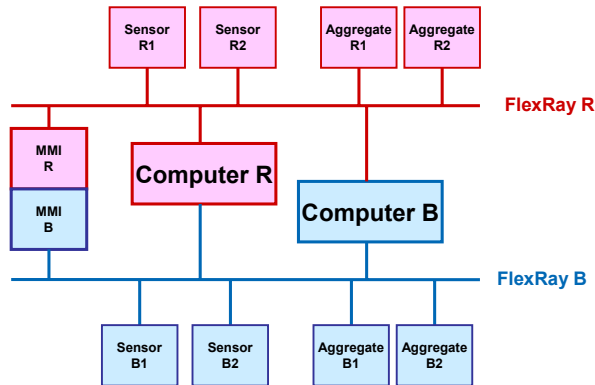 Sensor
R1
Sensor
R2
Aggregate
R1
Aggregate
R2
FlexRay R
MMI
R
MMI
B
Computer R
Computer B
FlexRay B
Sensor
B1
Sensor
B2
Aggregate
B1
Aggregate
B2